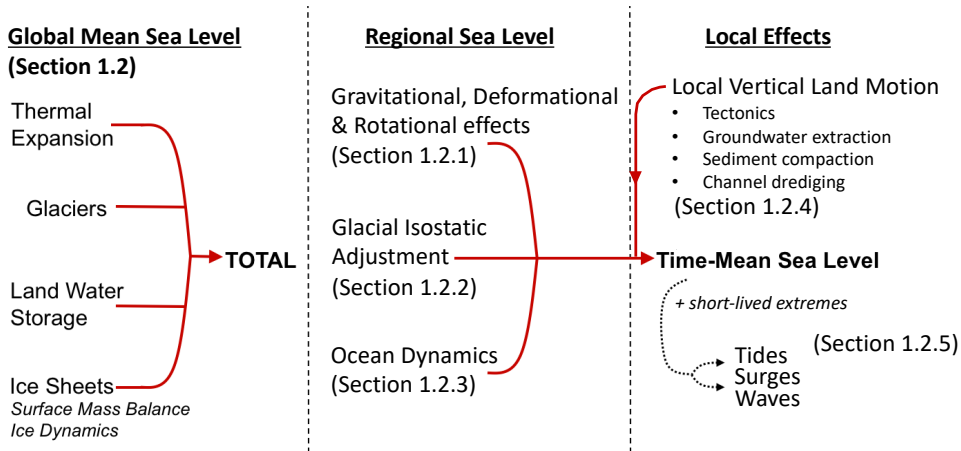 Global Mean Sea Level
(Section 1.2)
Thermal
Expansion
Glaciers
Land Water
Storage
Ice Sheets
Surface Mass Balance
Ice Dynamics
TOTAL
Regional Sea Level
Gravitational, Deformational
& Rotational effects
(Section 1.2.1)
Glacial Isostatic
Adjustment
(Section 1.2.2)
Ocean Dynamics
(Section 1.2.3)
Local Effects
Local Vertical Land Motion
• Tectonics
• Groundwater extraction
• Sediment compaction
• Channel drediging
(Section 1.2.4)
Time-Mean Sea Level
+ short-lived extremes
(Section 1.2.5)
Tides
Surges
Waves